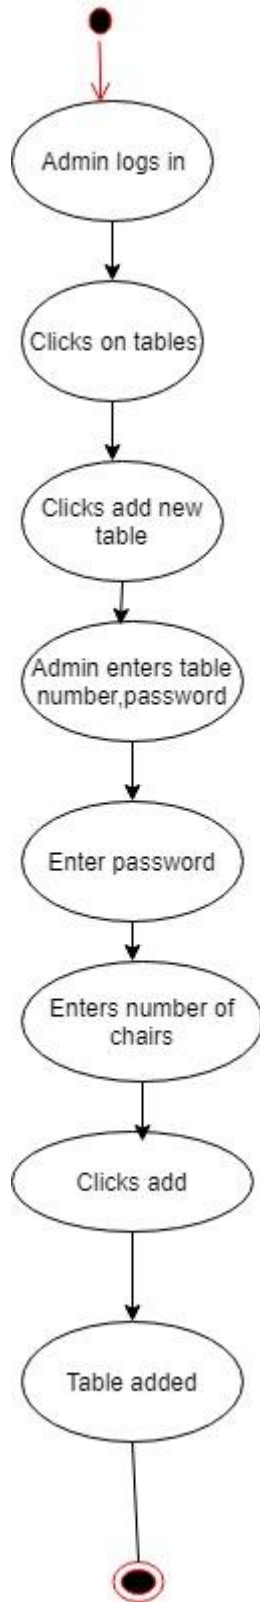 Admin logs in
Clicks on tables
Clicks add new
table
Admin enters table
number,password
Enter password
Enters number of
chairs
Clicks add
Table added